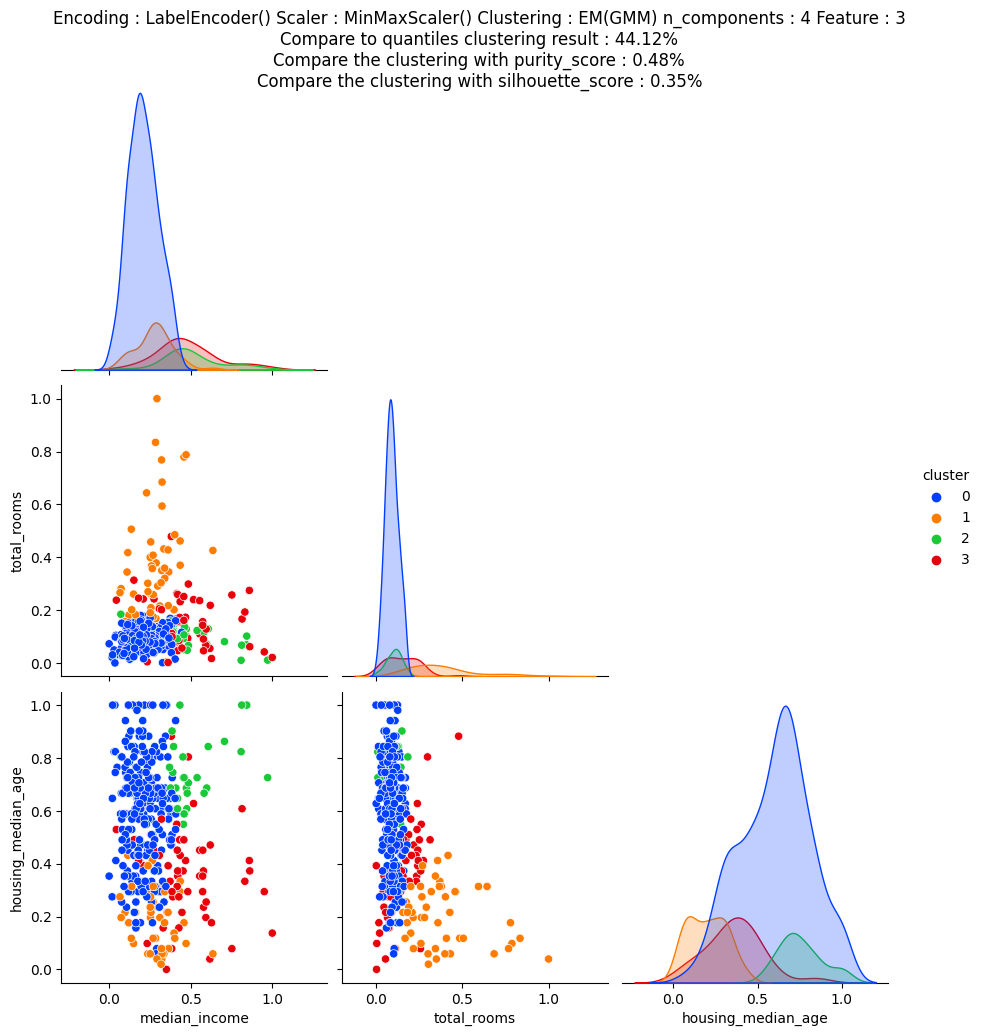 Encoding : LabelEncoder() Scaler : MinMaxScaler() Clustering : EM(GMM) n_components : 4 Feature : 3
Compare to quantiles clustering result : 44.12%
Compare the clustering with purity_score : 0.48%
Compare the clustering with silhouette_score : 0.35%
total_rooms
1.0
0.8
0.6
0.4
0.2
0.0
cluster
0
1
2
3
housing_median_age
1.0
0.8
0.6
0.4
0.2
0.0
0.0 0.5 1.0
median_income
0.0 0.5 1.0
total_rooms
0.0 0.5 1.0
housing_median_age